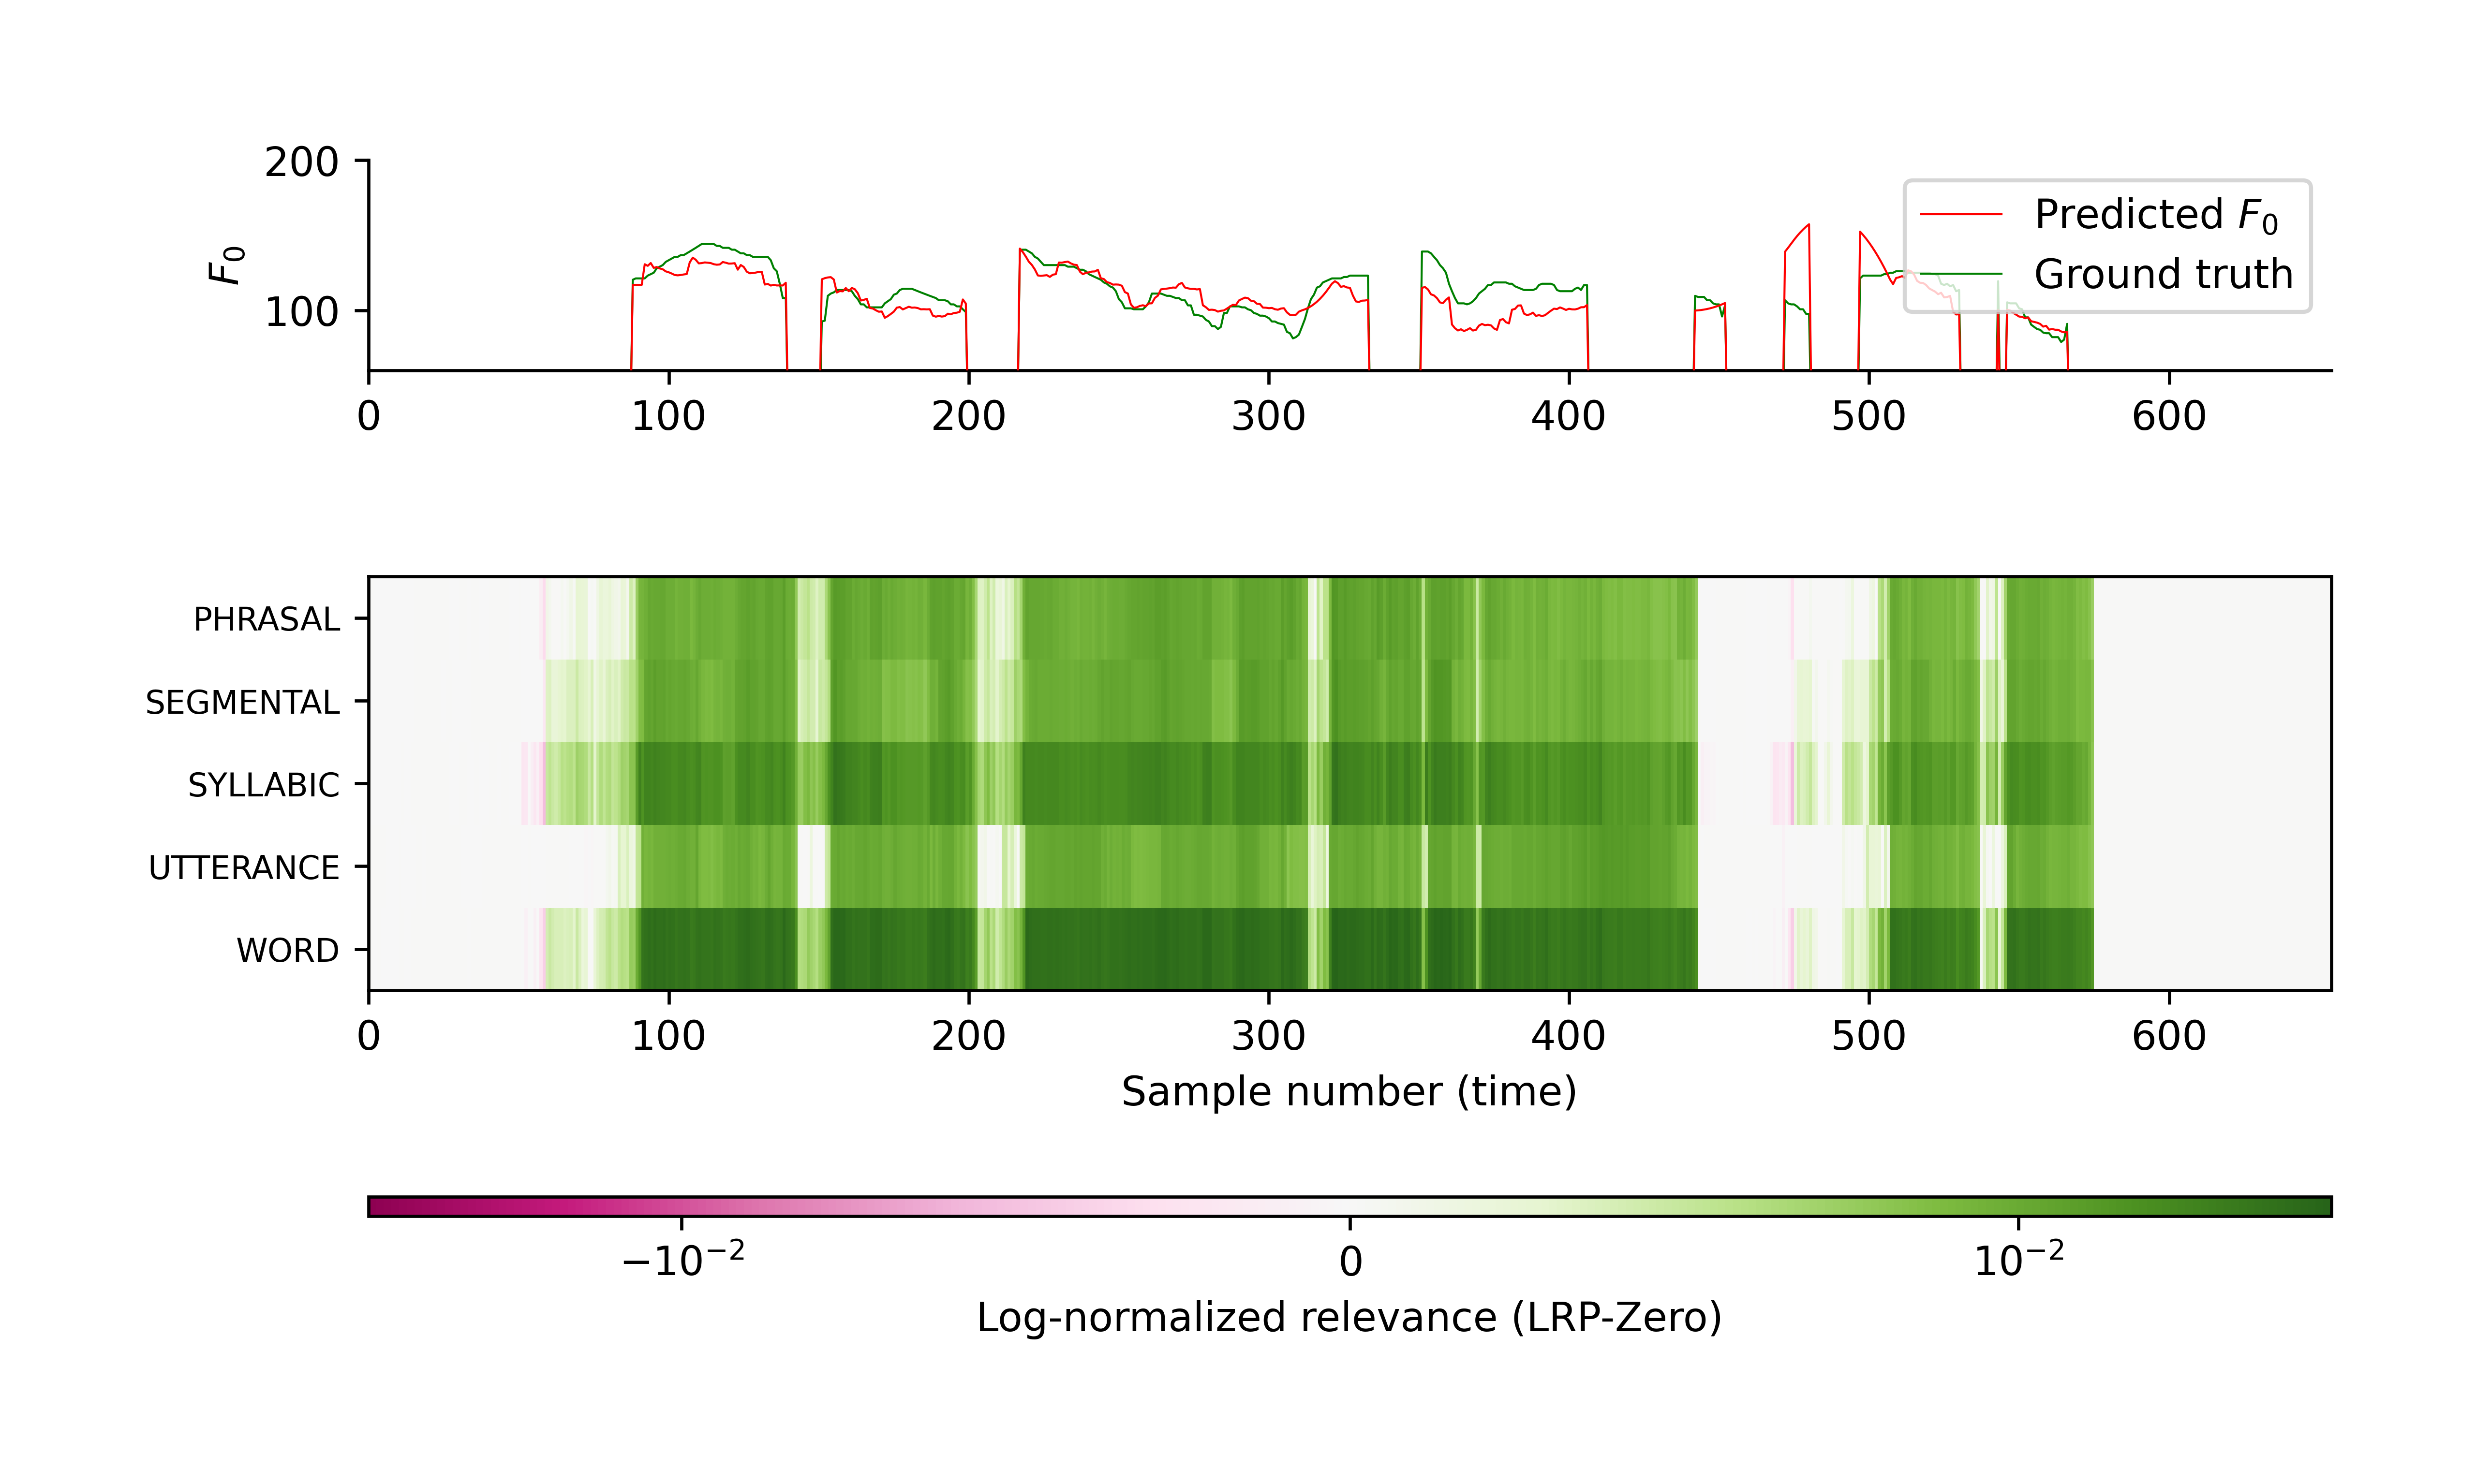 200
100
F₀
Predicted F₀
Ground truth
0 100 200 300 400 500 600
PHRASAL
SEGMENTAL
SYLLABIC
UTTERANCE
WORD
0 100 200 300 400 500 600
Sample number (time)
−10⁻² 0 10⁻²
Log-normalized relevance (LRP-Zero)